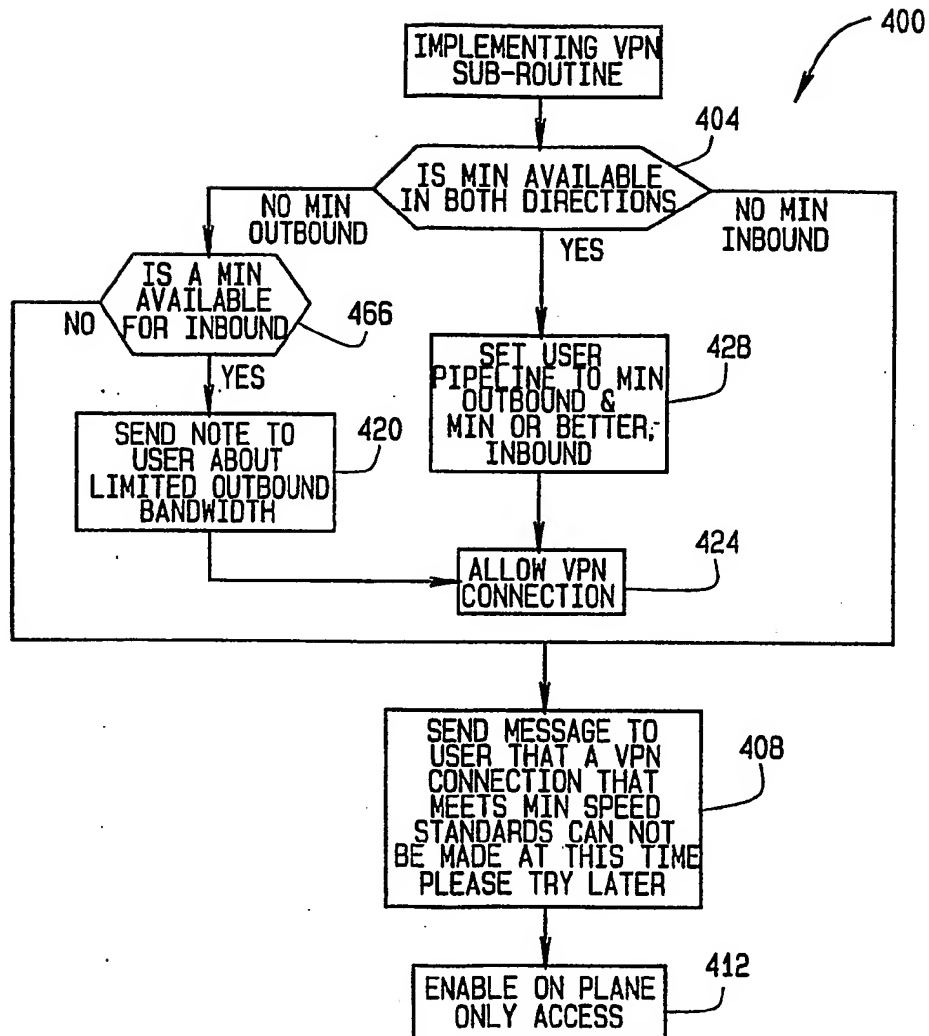 400
IMPLEMENTING VPN
SUB-ROUTINE
404
IS MIN AVAILABLE
IN BOTH DIRECTIONS
NO MIN
OUTBOUND
YES
NO MIN
INBOUND
IS A MIN
AVAILABLE
FOR INBOUND
466
NO
YES
SET USER
PIPELINE TO MIN
OUTBOUND &
MIN OR BETTER,
INBOUND
428
SEND NOTE TO
USER ABOUT
LIMITED OUTBOUND
BANDWIDTH
420
ALLOW VPN
CONNECTION
424
SEND MESSAGE TO
USER THAT A VPN
CONNECTION THAT
MEETS MIN SPEED
STANDARDS CAN NOT
BE MADE AT THIS TIME
PLEASE TRY LATER
408
ENABLE ON PLANE
ONLY ACCESS
412